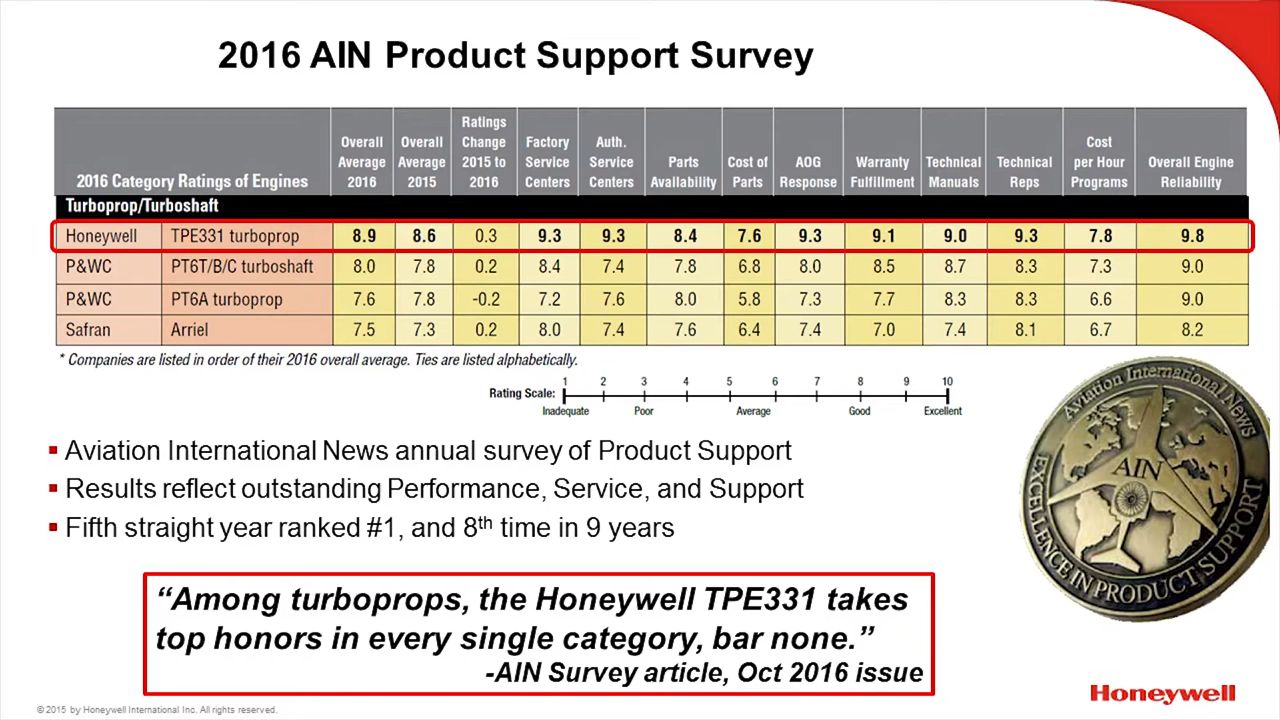 2016 AIN Product Support Survey
2016 Category Ratings of Engines | Overall Average 2016 | Overall Average 2015 | Ratings Change 2015 to 2016 | Factory Service Centers | Auth. Service Centers | Parts Availability | Cost of Parts | AOG Response | Warranty Fulfillment | Technical Manuals | Technical Reps | Cost per Hour Programs | Overall Engine Reliability
Turboprop/Turboshaft
Honeywell | TPE331 turboprop | 8.9 | 8.6 | 0.3 | 9.3 | 9.3 | 8.4 | 7.6 | 9.3 | 9.1 | 9.0 | 9.3 | 7.8 | 9.8
P&WC | PT6T/B/C turboshaft | 8.0 | 7.8 | 0.2 | 8.4 | 7.4 | 7.8 | 6.8 | 8.0 | 8.5 | 8.7 | 8.3 | 7.3 | 9.0
P&WC | PT6A turboprop | 7.6 | 7.8 | -0.2 | 7.2 | 7.6 | 8.0 | 5.8 | 7.3 | 7.7 | 8.3 | 8.3 | 6.6 | 9.0
Safran | Arriel | 7.5 | 7.3 | 0.2 | 8.0 | 7.4 | 7.6 | 6.4 | 7.4 | 7.0 | 7.4 | 8.1 | 6.7 | 8.2
* Companies are listed in order of their 2016 overall average. Ties are listed alphabetically.
Rating Scale: 1 2 3 4 5 6 7 8 9 10
Inadequate Poor Average Good Excellent
Aviation International News
AIN
EXCELLENCE IN PRODUCT SUPPORT
▪ Aviation International News annual survey of Product Support
▪ Results reflect outstanding Performance, Service, and Support
▪ Fifth straight year ranked #1, and 8th time in 9 years
“Among turboprops, the Honeywell TPE331 takes
top honors in every single category, bar none.”
-AIN Survey article, Oct 2016 issue
Honeywell
© 2015 by Honeywell International Inc. All rights reserved.